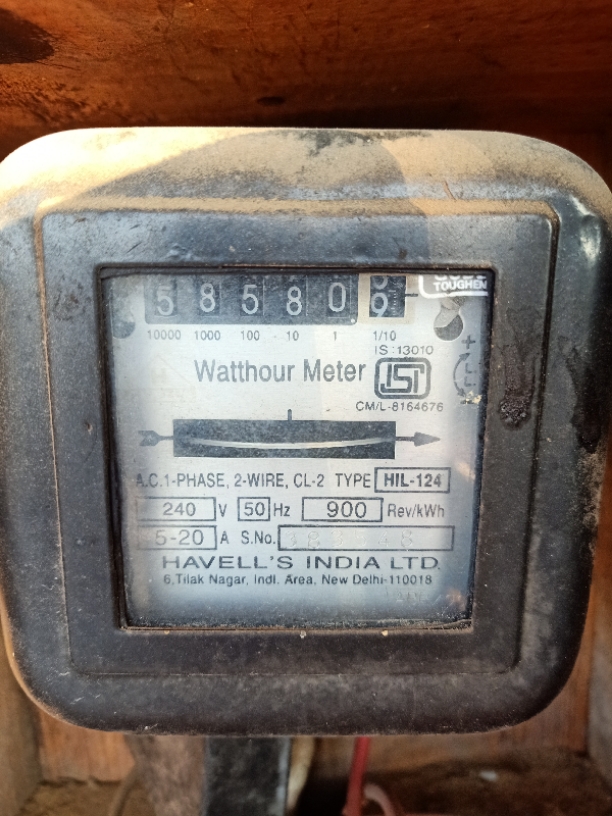 TOUGHEN
5 8 5 8 0
10000 1000 100 10 1 1/10
IS:13010
Watthour Meter
ISI
CM/L-8164676
A.C.1-PHASE, 2-WIRE, CL-2 TYPE HIL-124
240 V 50 Hz 900 Rev/kWh
5-20 A S.No.
HAVELL'S INDIA LTD.
6,Tilak Nagar, Indl. Area, New Delhi-110018